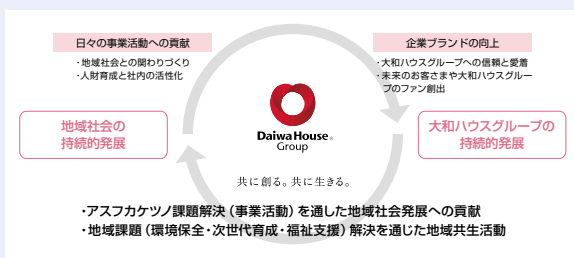 日々の事業活動への貢献
・地域社会との関わりづくり
・人財育成と社内の活性化
企業ブランドの向上
・大和ハウスグループへの信頼と愛着
・未来のお客さまや大和ハウスグルー
プのファン創出
地域社会の
持続的発展
DaiwaHouse®
Group
大和ハウスグループの
持続的発展
共に創る。共に生きる。
・アスフカケツノ課題解決（事業活動）を通した地域社会発展への貢献
・地域課題（環境保全・次世代育成・福祉支援）解決を通じた地域共生活動